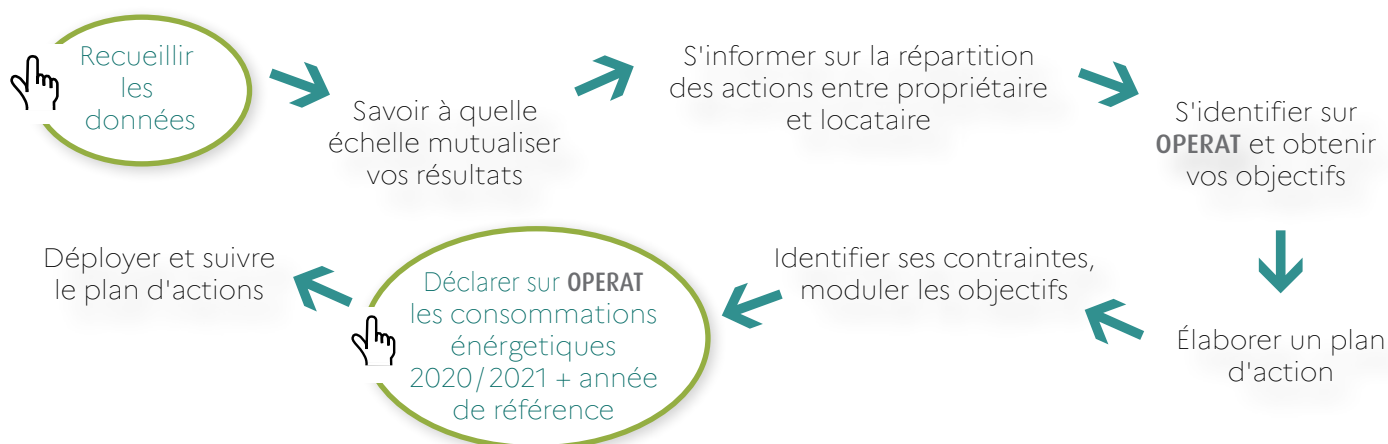 Recueillir
les
données
Savoir à quelle
échelle mutualiser
vos résultats
S'informer sur la répartition
des actions entre propriétaire
et locataire
S'identifier sur
OPERAT et obtenir
vos objectifs
Élaborer un plan
d'action
Identifier ses contraintes,
moduler les objectifs
Déclarer sur OPERAT
les consommations
énérgetiques
2020/2021 + année
de référence
Déployer et suivre
le plan d'actions